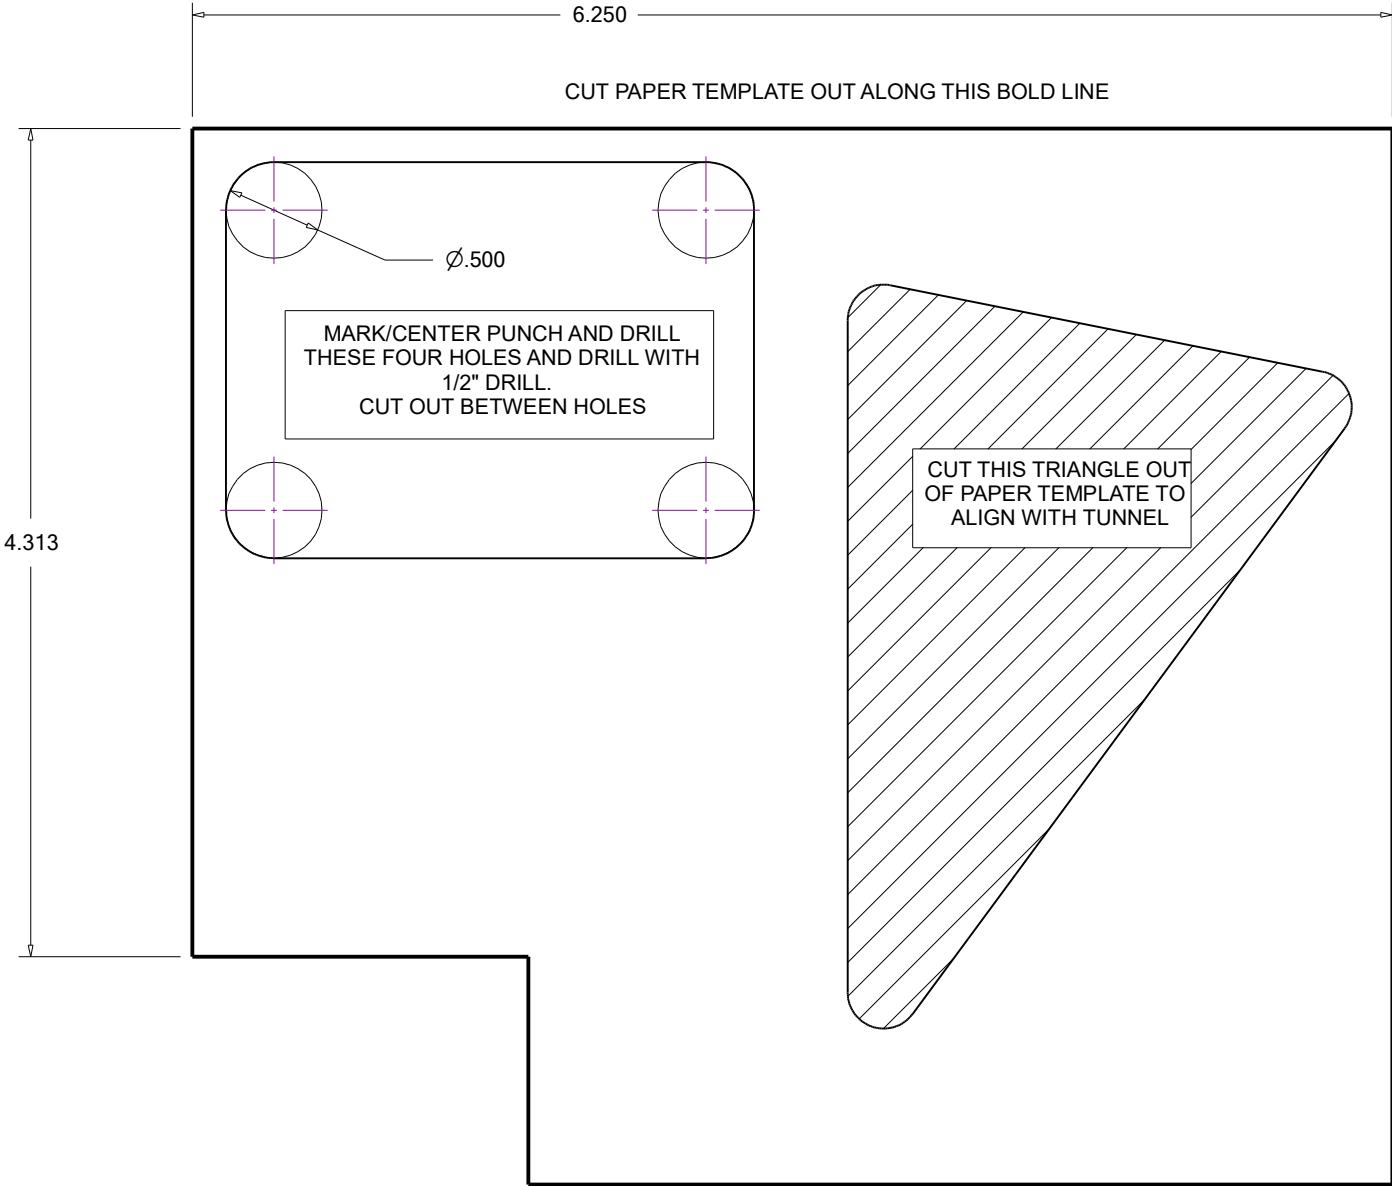 6.250
CUT PAPER TEMPLATE OUT ALONG THIS BOLD LINE
Ø.500
MARK/CENTER PUNCH AND DRILL
THESE FOUR HOLES AND DRILL WITH
1/2" DRILL.
CUT OUT BETWEEN HOLES
CUT THIS TRIANGLE OUT
OF PAPER TEMPLATE TO
ALIGN WITH TUNNEL
4.313